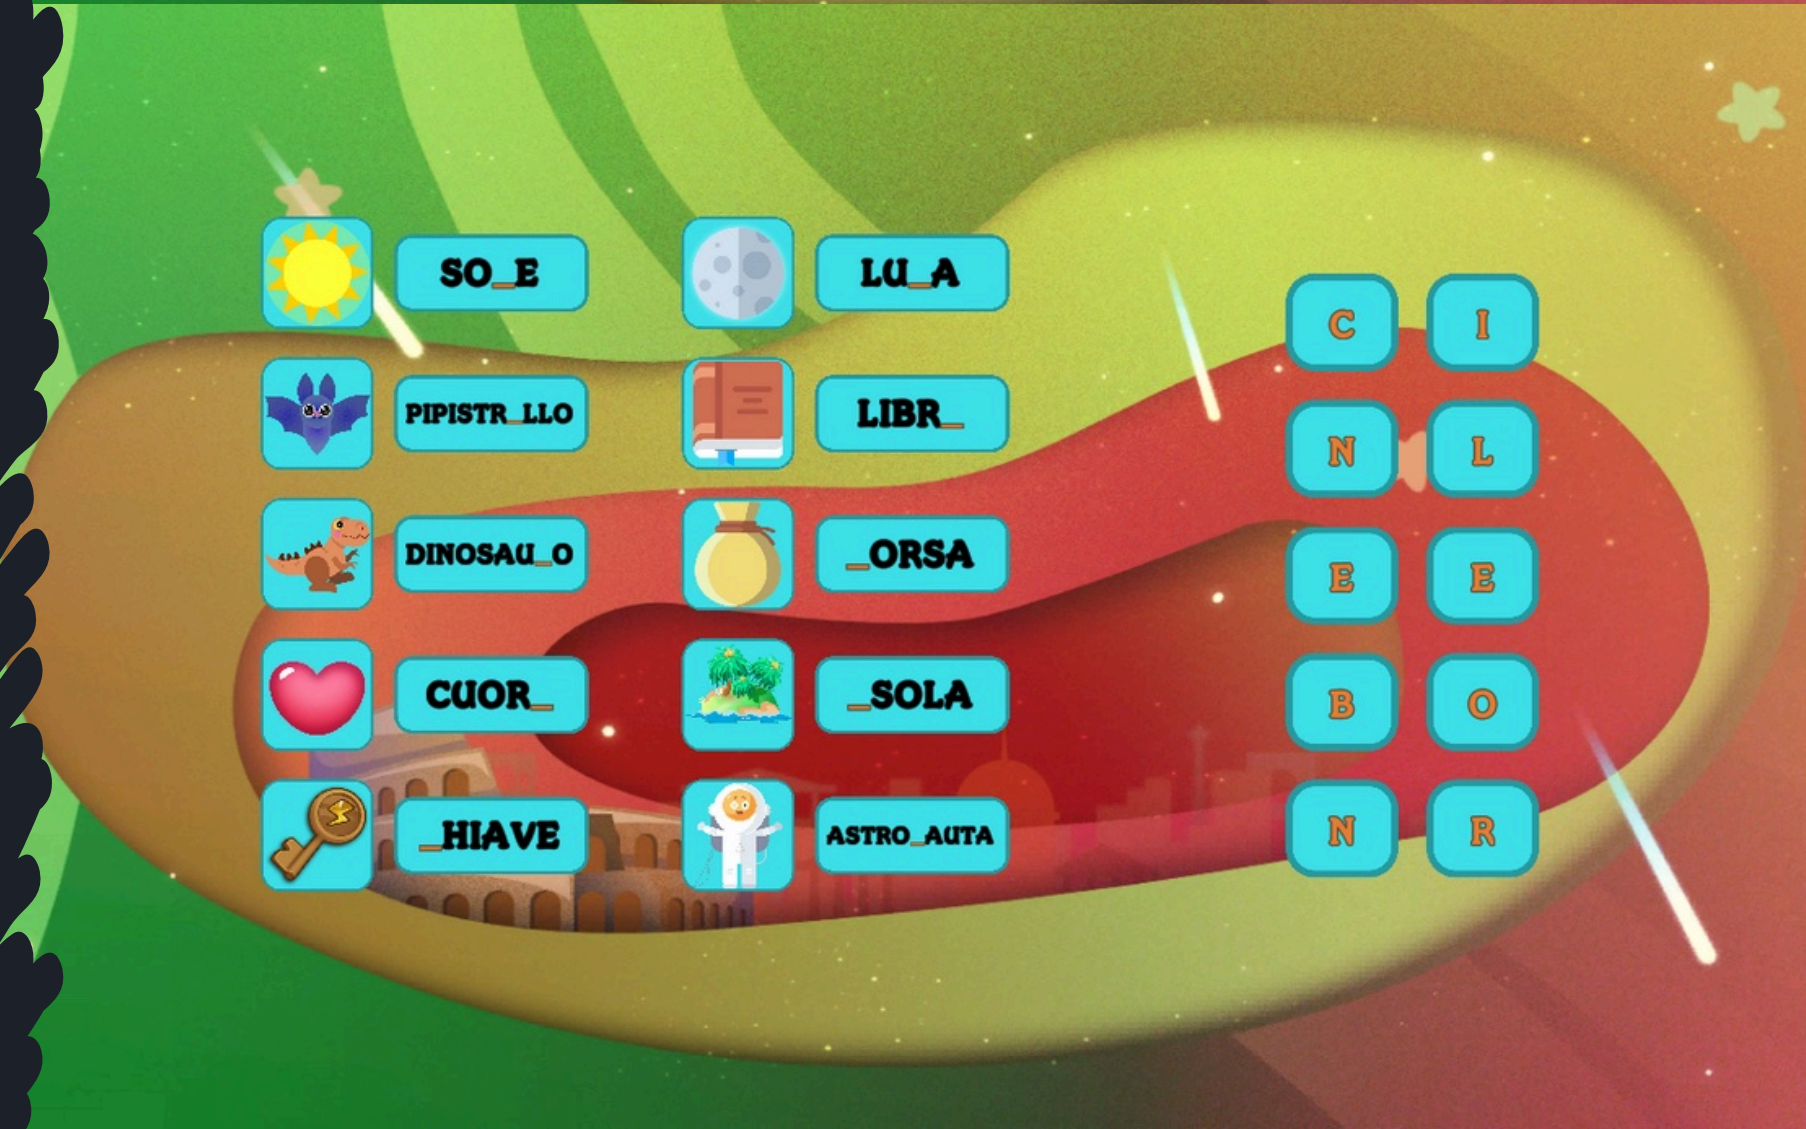 SO_E
LU_A
PIPISTR_LLO
LIBR_
DINOSAU_O
_ORSA
CUOR_
_SOLA
_HIAVE
ASTRO_AUTA
C
I
N
L
E
E
B
O
N
R